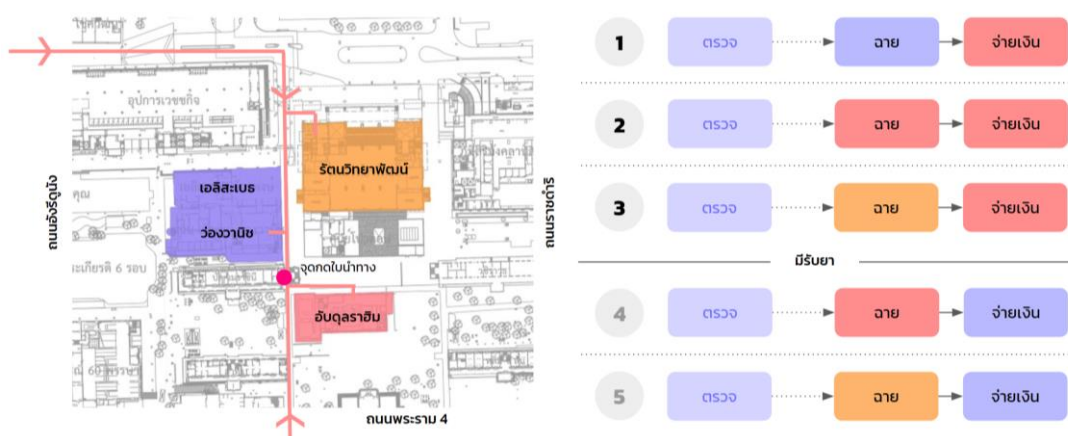 อุปการเวชชกิจ
รัตนวิทยาพัฒน์
เอลิสะเบธ
คุณ
ว่องวานิช
จุดกดใบนำทาง
อับดุลราฮิม
ถนนอังรีดูนัง
ถนนราชดำริ
ถนนพระราม 4
1 ตรวจ ฉาย จ่ายเงิน
2 ตรวจ ฉาย จ่ายเงิน
3 ตรวจ ฉาย จ่ายเงิน
มีรับยา
4 ตรวจ ฉาย จ่ายเงิน
5 ตรวจ ฉาย จ่ายเงิน